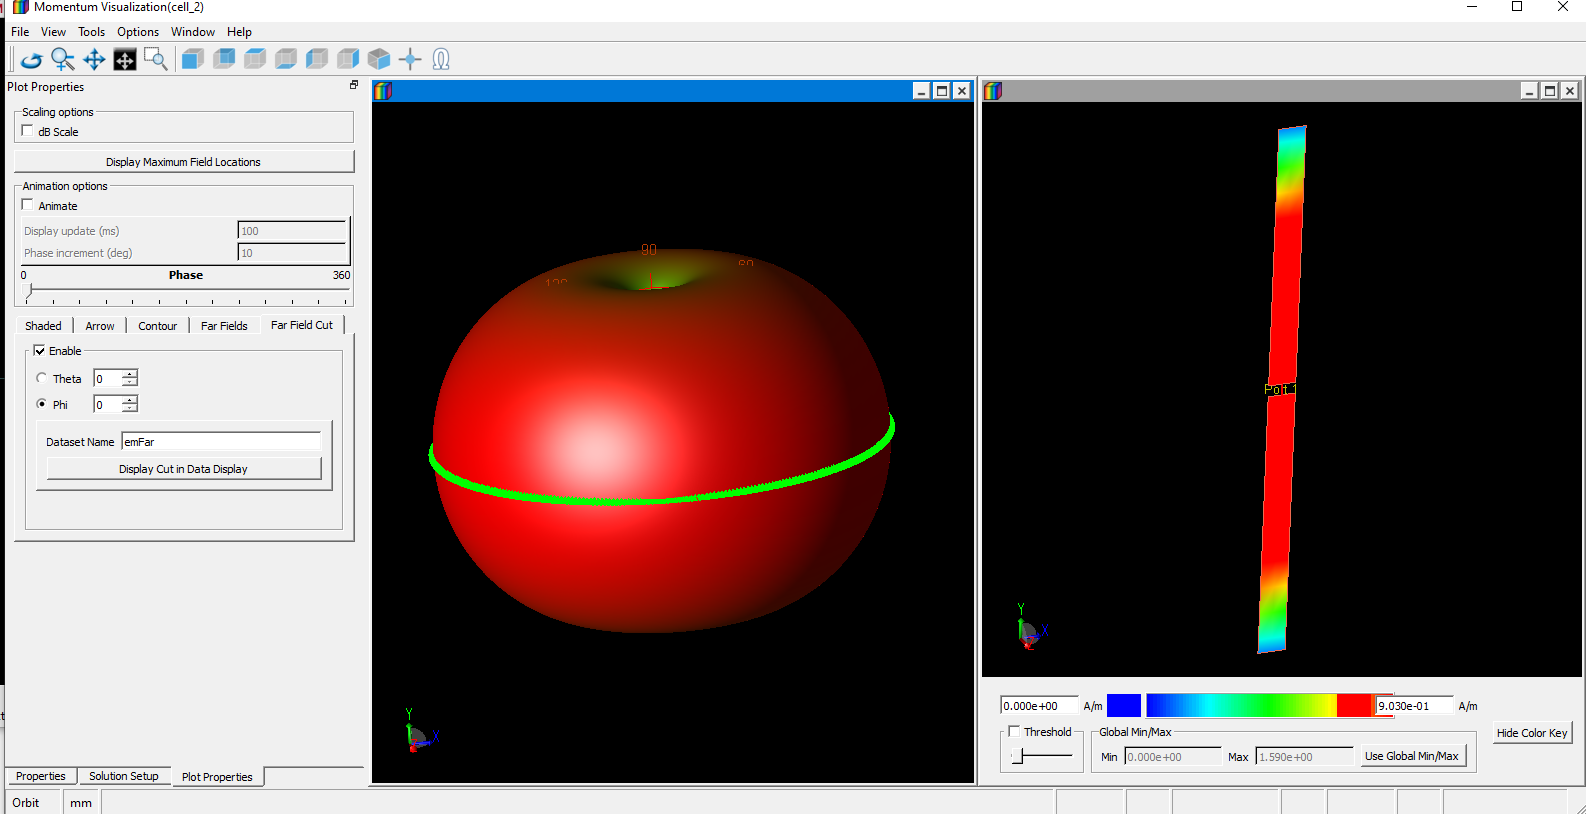 Momentum Visualization(cell_2)
File View Tools Options Window Help
Plot Properties
Scaling options
dB Scale
Display Maximum Field Locations
Animation options
Animate
Display update (ms) 100
Phase increment (deg) 10
0 Phase 360
Shaded Arrow Contour Far Fields Far Field Cut
Enable
Theta 0
Phi 0
Dataset Name emFar
Display Cut in Data Display
Properties Solution Setup Plot Properties
Orbit mm
Y
X
Y
X
0.000e+00 A/m 9.030e-01 A/m
Threshold Global Min/Max Hide Color Key
Min 0.000e+00 Max 1.590e+00 Use Global Min/Max